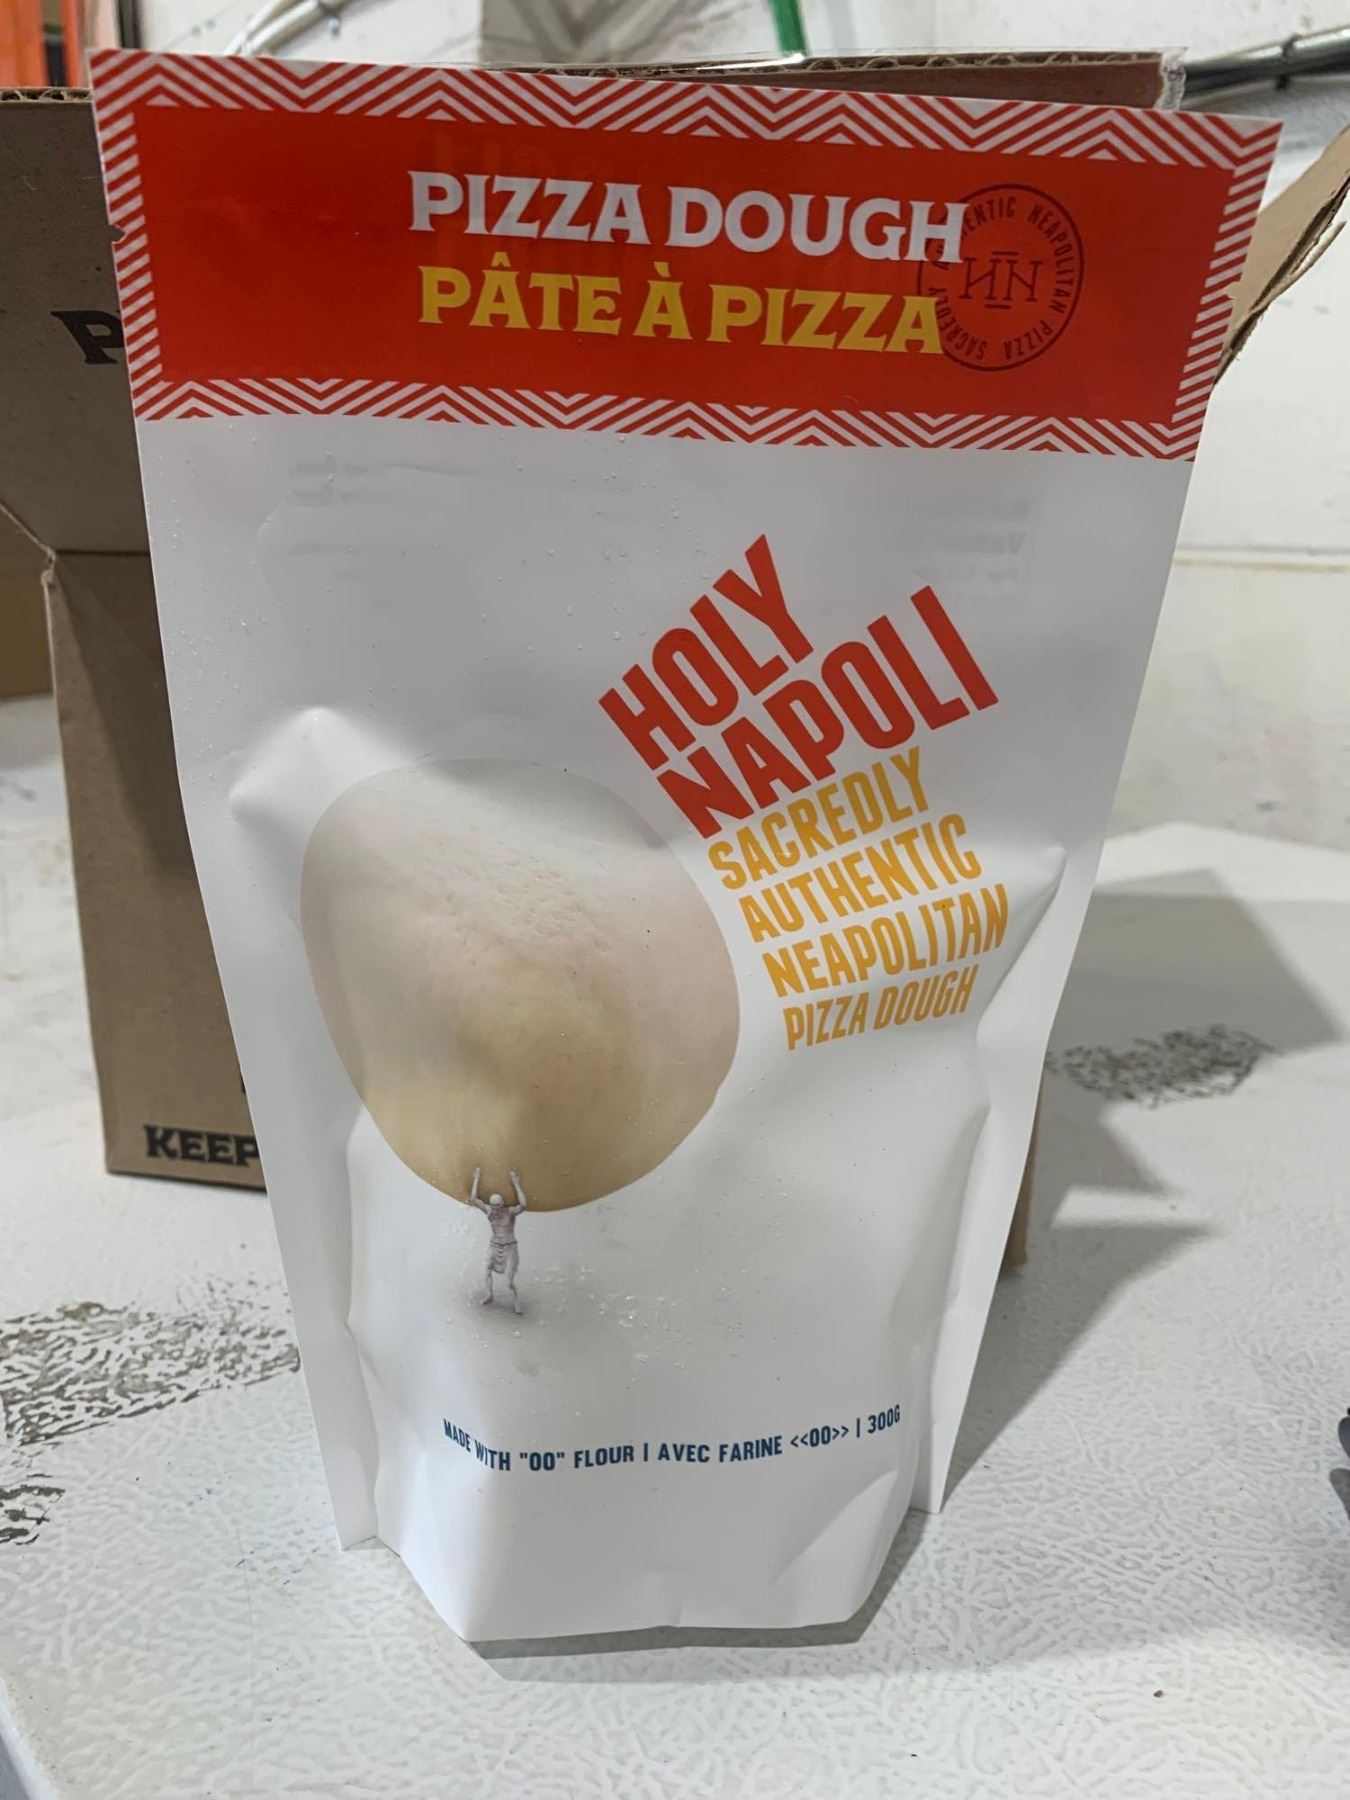 PIZZA DOUGH
PÂTE À PIZZA
NEAPOLITAN PIZZA SACREDLY
HN
HOLY
NAPOLI
SACREDLY
AUTHENTIC
NEAPOLITAN
PIZZA DOUGH
MADE WITH "00" FLOUR | AVEC FARINE <<00>> | 300G
KEEP